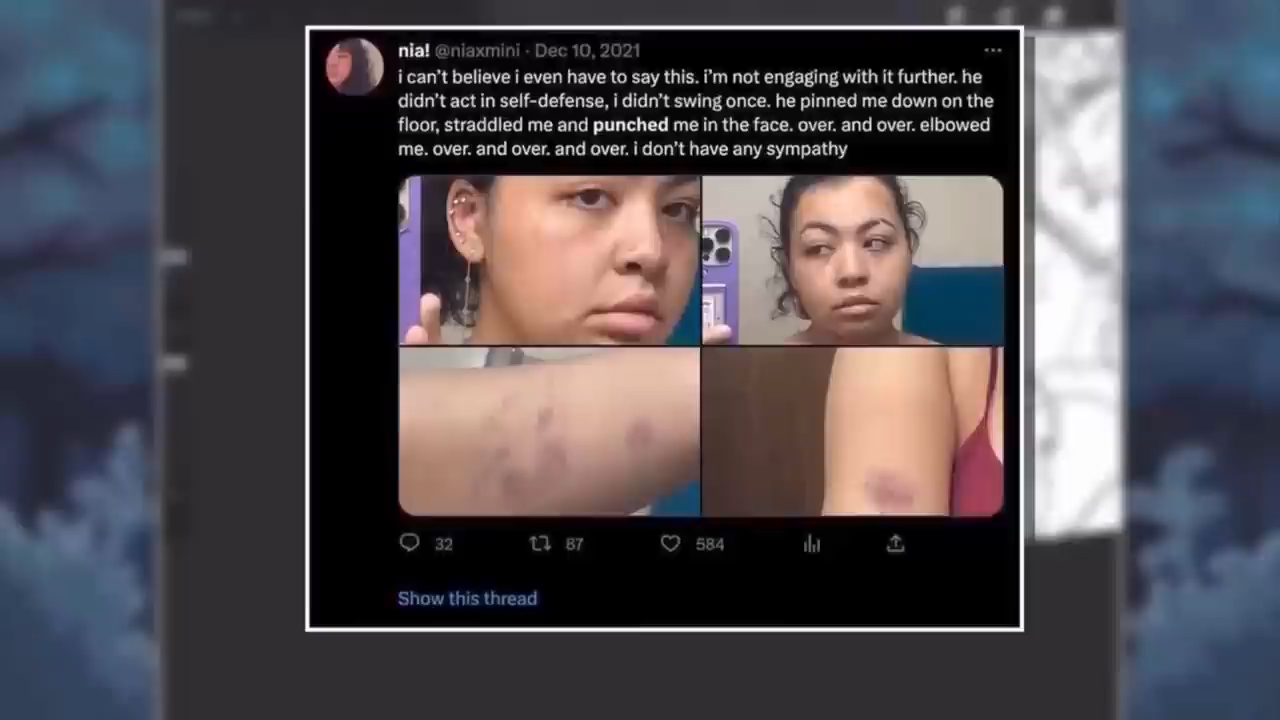 nia! @niaxmini · Dec 10, 2021
i can't believe i even have to say this. i'm not engaging with it further. he
didn't act in self-defense, i didn't swing once. he pinned me down on the
floor, straddled me and punched me in the face. over. and over. elbowed
me. over. and over. and over. i don't have any sympathy
32 87 584
Show this thread